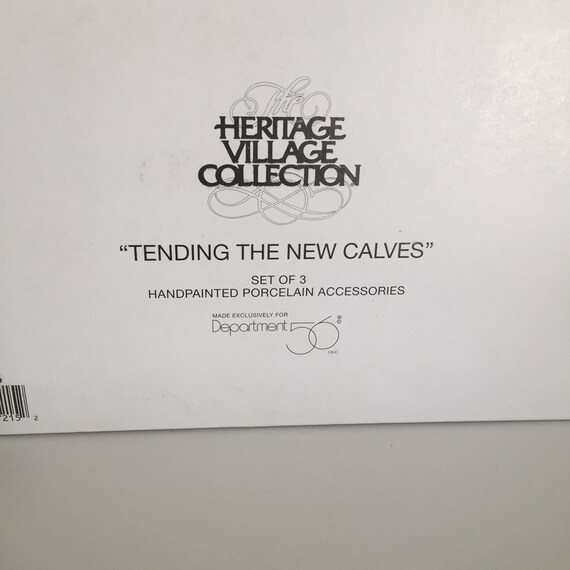 The
HERITAGE
VILLAGE
COLLECTION
“TENDING THE NEW CALVES”
SET OF 3
HANDPAINTED PORCELAIN ACCESSORIES
MADE EXCLUSIVELY FOR
Department 56 ®
INC.
2